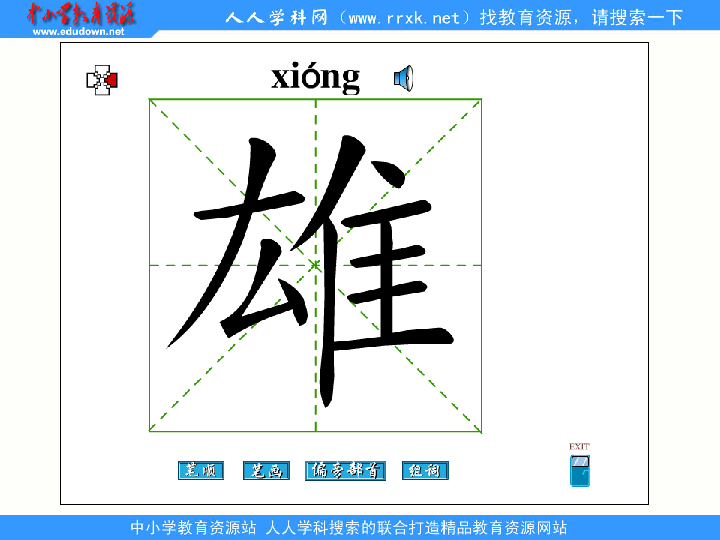 中小学教育资源
www.edudown.net
人人学科网（www.rrxk.net）找教育资源，请搜索一下
xióng
雄
EXIT
笔顺 笔画 偏旁部首 组词
中小学教育资源站 人人学科搜索的联合打造精品教育资源网站